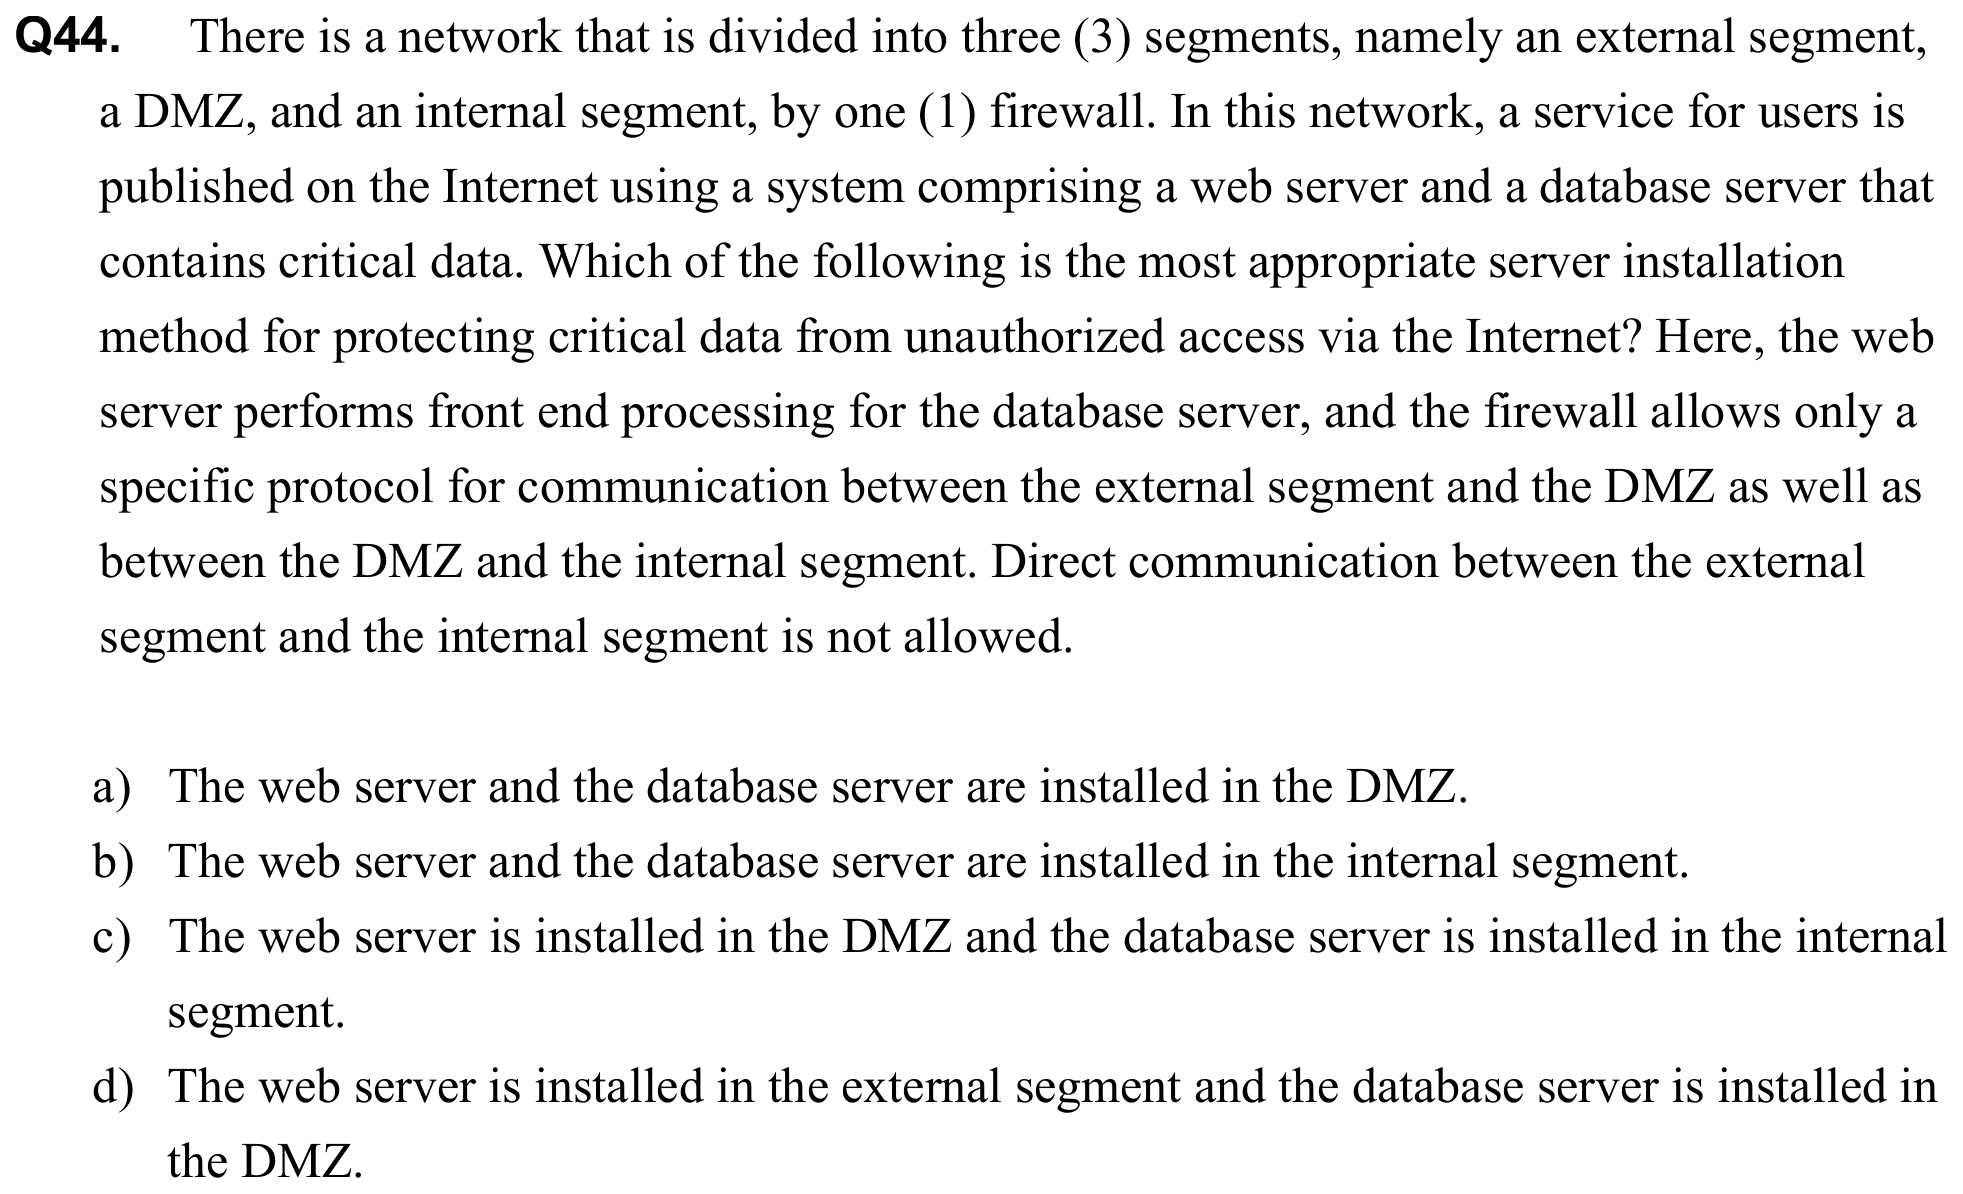 Q44. There is a network that is divided into three (3) segments, namely an external segment,
a DMZ, and an internal segment, by one (1) firewall. In this network, a service for users is
published on the Internet using a system comprising a web server and a database server that
contains critical data. Which of the following is the most appropriate server installation
method for protecting critical data from unauthorized access via the Internet? Here, the web
server performs front end processing for the database server, and the firewall allows only a
specific protocol for communication between the external segment and the DMZ as well as
between the DMZ and the internal segment. Direct communication between the external
segment and the internal segment is not allowed.
a) The web server and the database server are installed in the DMZ.
b) The web server and the database server are installed in the internal segment.
c) The web server is installed in the DMZ and the database server is installed in the internal
segment.
d) The web server is installed in the external segment and the database server is installed in
the DMZ.